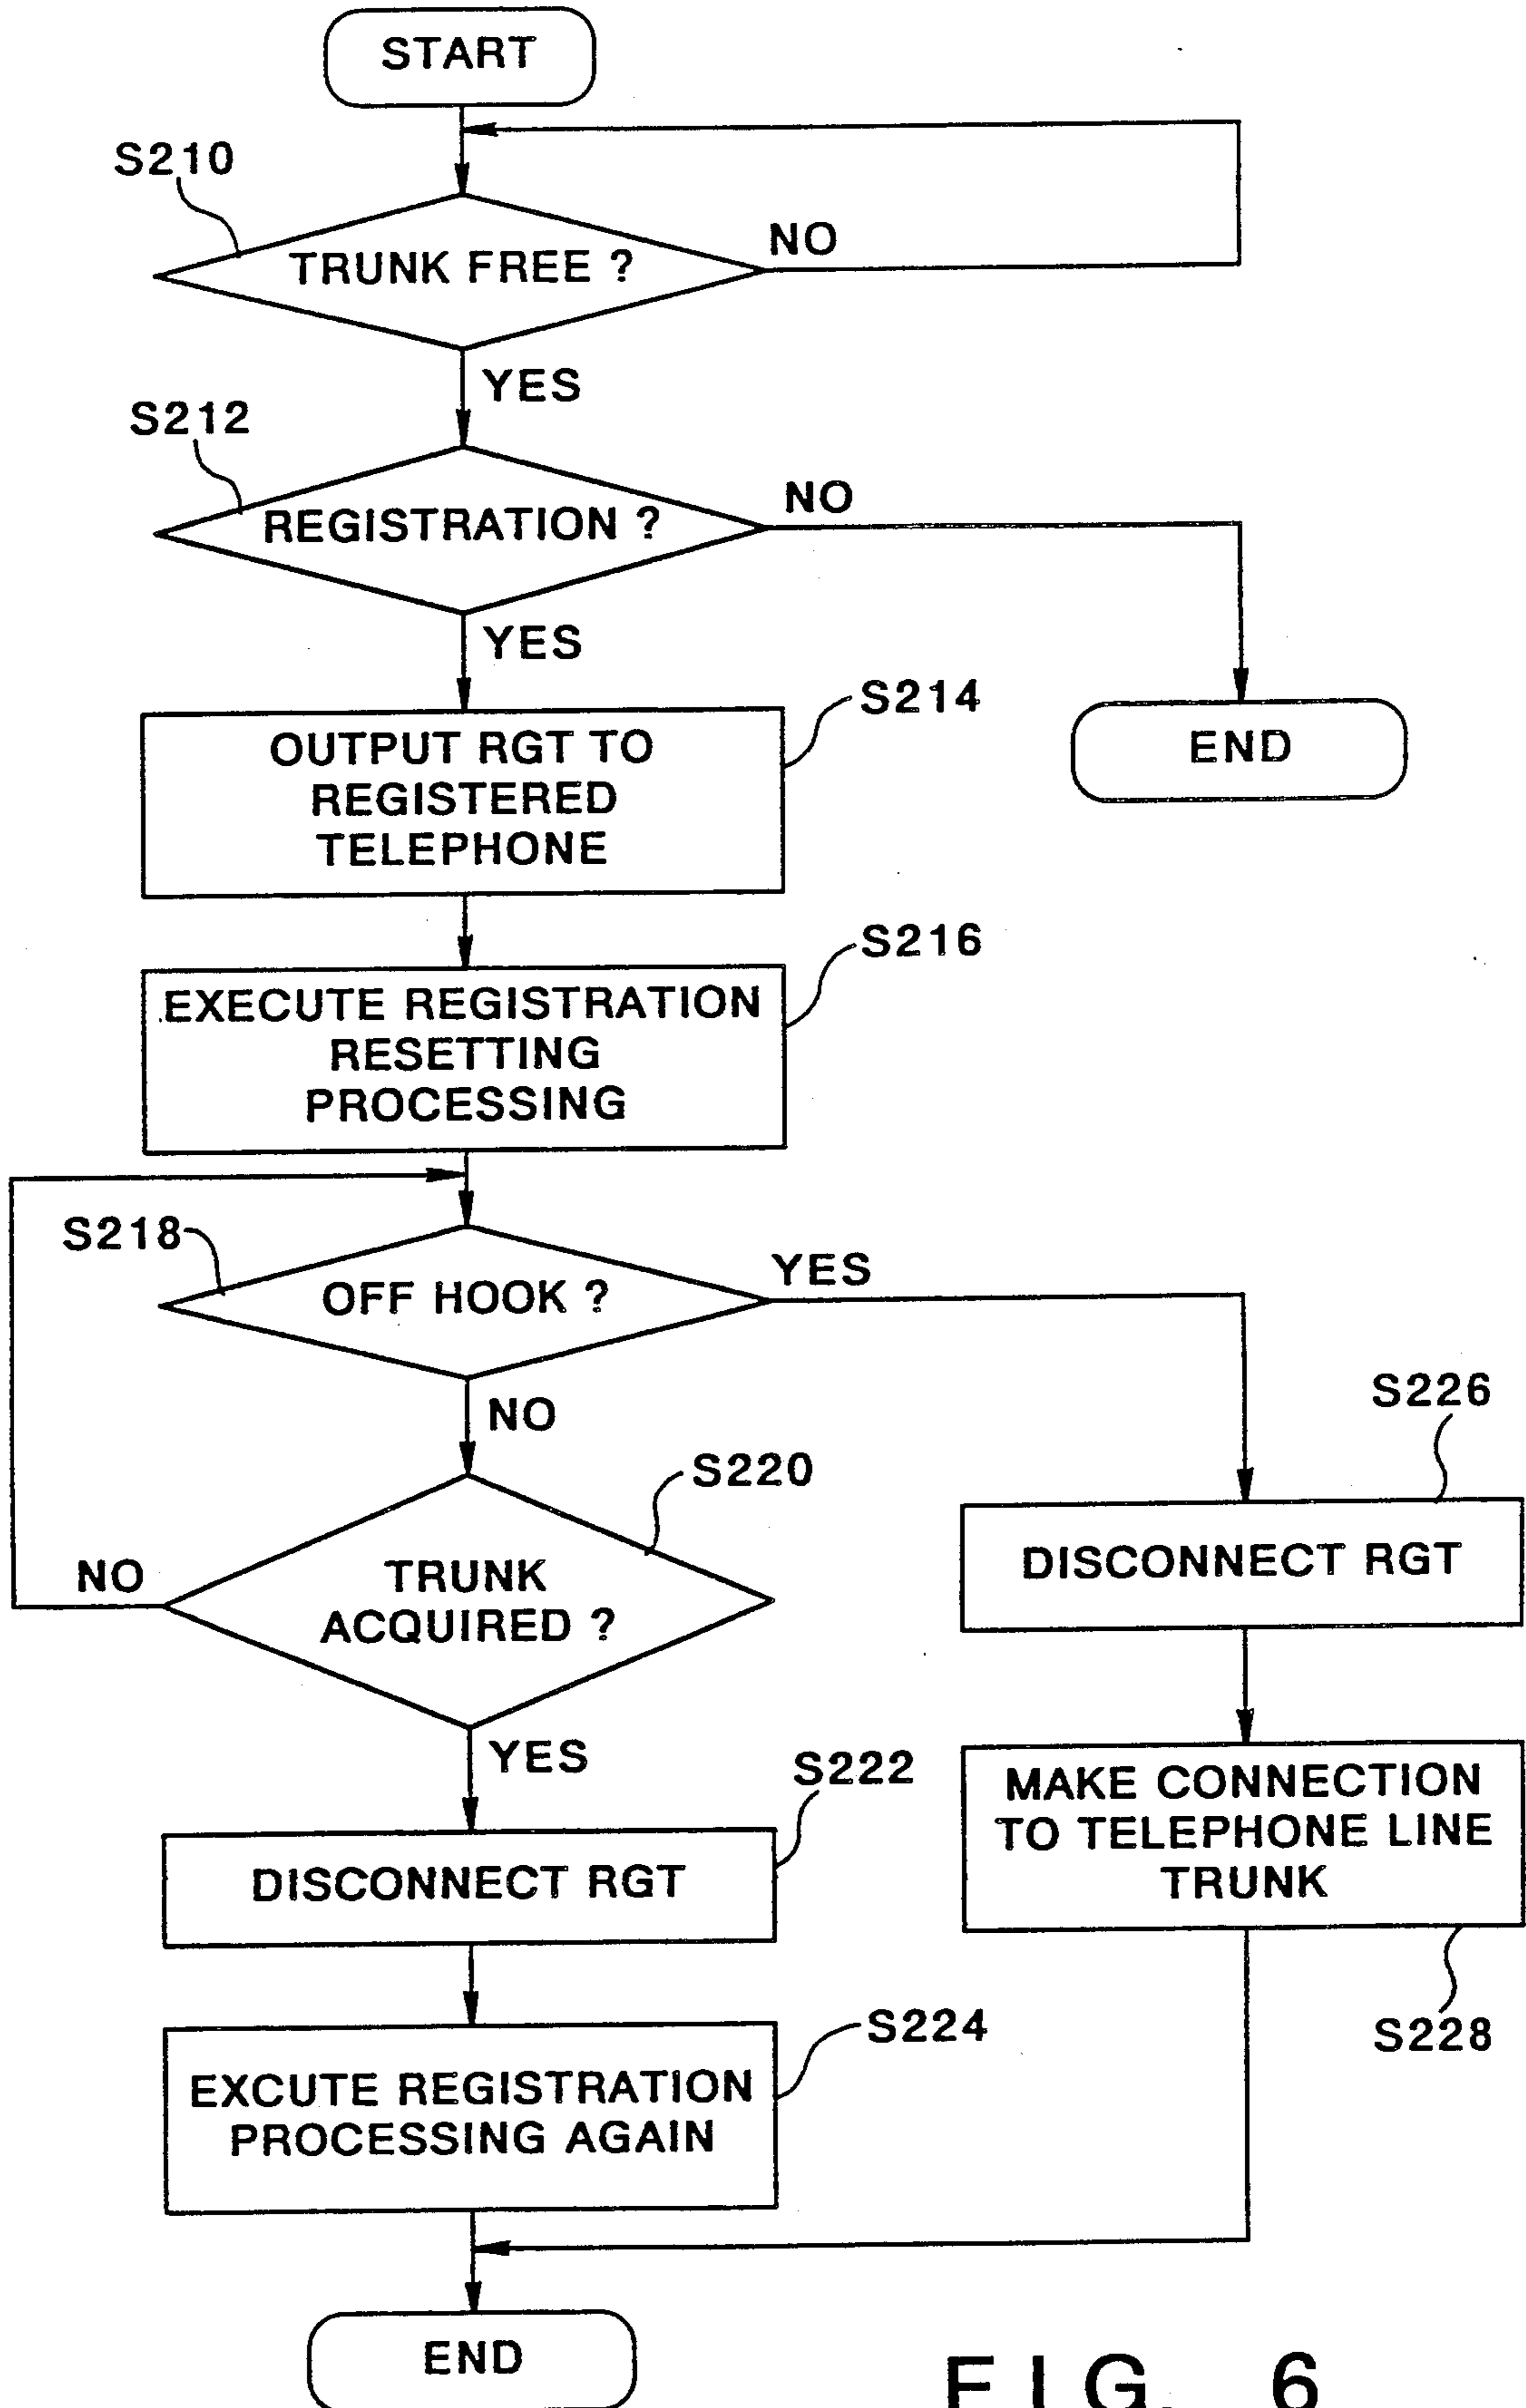 START
S210
TRUNK FREE ?
NO
YES
S212
REGISTRATION ?
NO
YES
S214
OUTPUT RGT TO
REGISTERED
TELEPHONE
END
S216
EXECUTE REGISTRATION
RESETTING
PROCESSING
S218
OFF HOOK ?
YES
NO
S226
S220
DISCONNECT RGT
TRUNK
ACQUIRED ?
NO
YES
S222
MAKE CONNECTION
TO TELEPHONE LINE
TRUNK
DISCONNECT RGT
S228
S224
EXCUTE REGISTRATION
PROCESSING AGAIN
END
FIG. 6